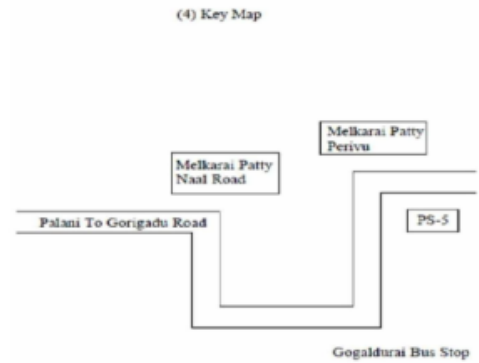 (4) Key Map
Melkarai Patty
Perivu
Melkarai Patty
Naal Road
Palani To Gorigadu Road
PS-5
Gogaldurai Bus Stop